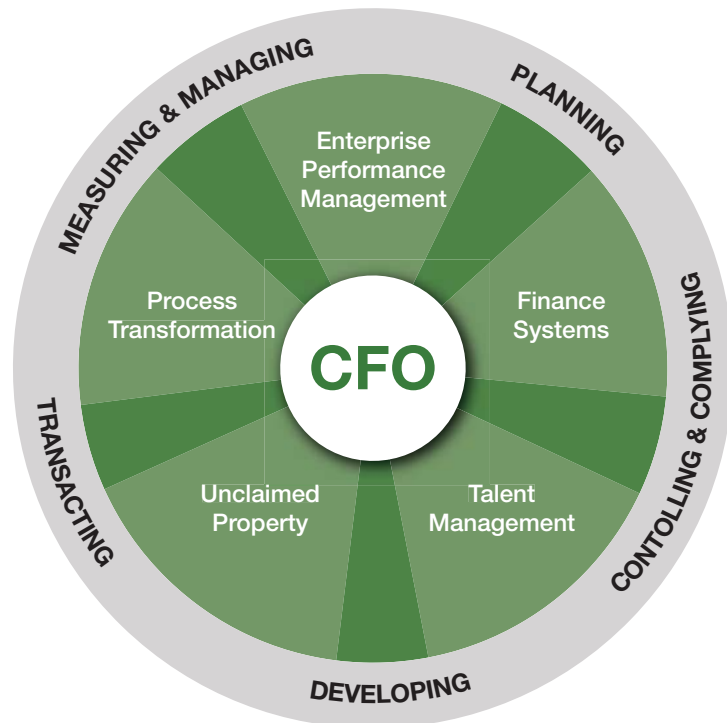 MEASURING & MANAGING
PLANNING
Enterprise
Performance
Management
Process
Transformation
Finance
Systems
CFO
CONTOLLING & COMPLYING
TRANSACTING
Unclaimed
Property
Talent
Management
DEVELOPING